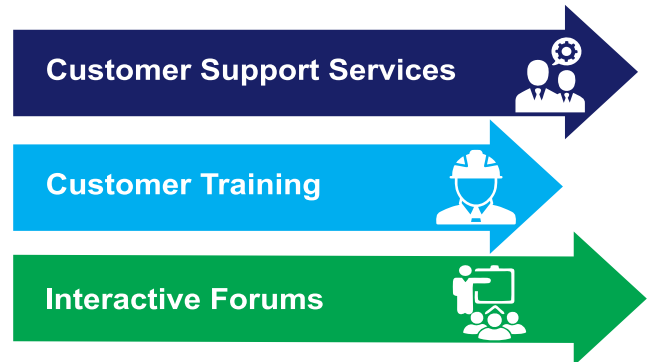 Customer Support Services
Customer Training
Interactive Forums